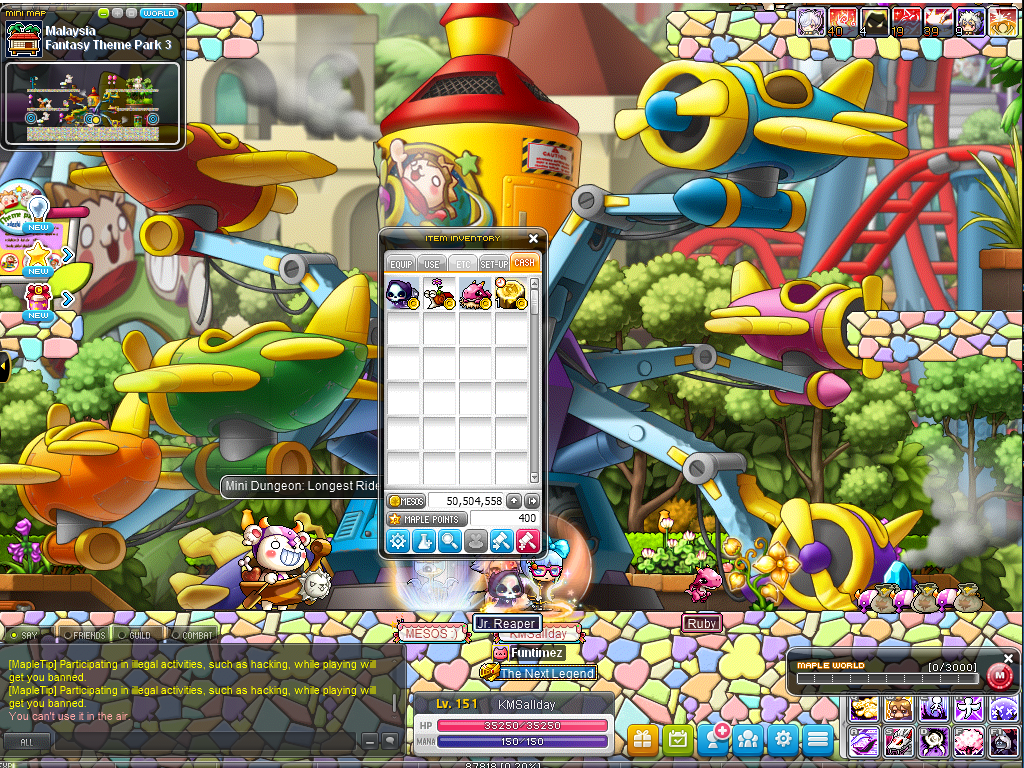 MINI MAP
WORLD
Malaysia
Fantasy Theme Park 3
40
4
19
89
9
CAUTION
NEW
NEW
NEW
ITEM INVENTORY
EQUIP
USE
ETC
SET-UP
CASH
MESOS
50,504,558
MAPLE POINTS
400
Mini Dungeon: Longest Ride
MESOS :)
Jr. Reaper
KMSallday
Ruby
Funtimez
The Next Legend
SAY
FRIENDS
GUILD
COMBAT
[MapleTip] Participating in illegal activities, such as hacking, while playing will
get you banned.
[MapleTip] Participating in illegal activities, such as hacking, while playing will
get you banned.
You can't use it in the air
ALL
Lv. 151
KMSallday
HP
35250/35250
MANA
150/150
MAPLE WORLD
[0/3000]
M
87818 [0.20%]